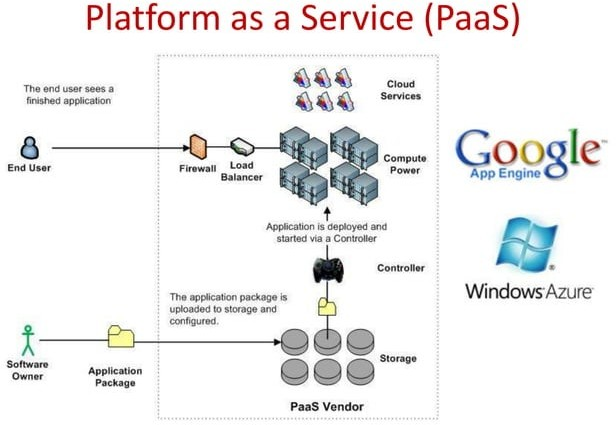 Platform as a Service (PaaS)
The end user sees a
finished application
Cloud
Services
End User
Firewall
Load
Balancer
Compute
Power
Google™
App Engine
Application is deployed and
started via a Controller
Controller
Windows Azure™
The application package is
uploaded to storage and
configured.
Software
Owner
Application
Package
Storage
PaaS Vendor